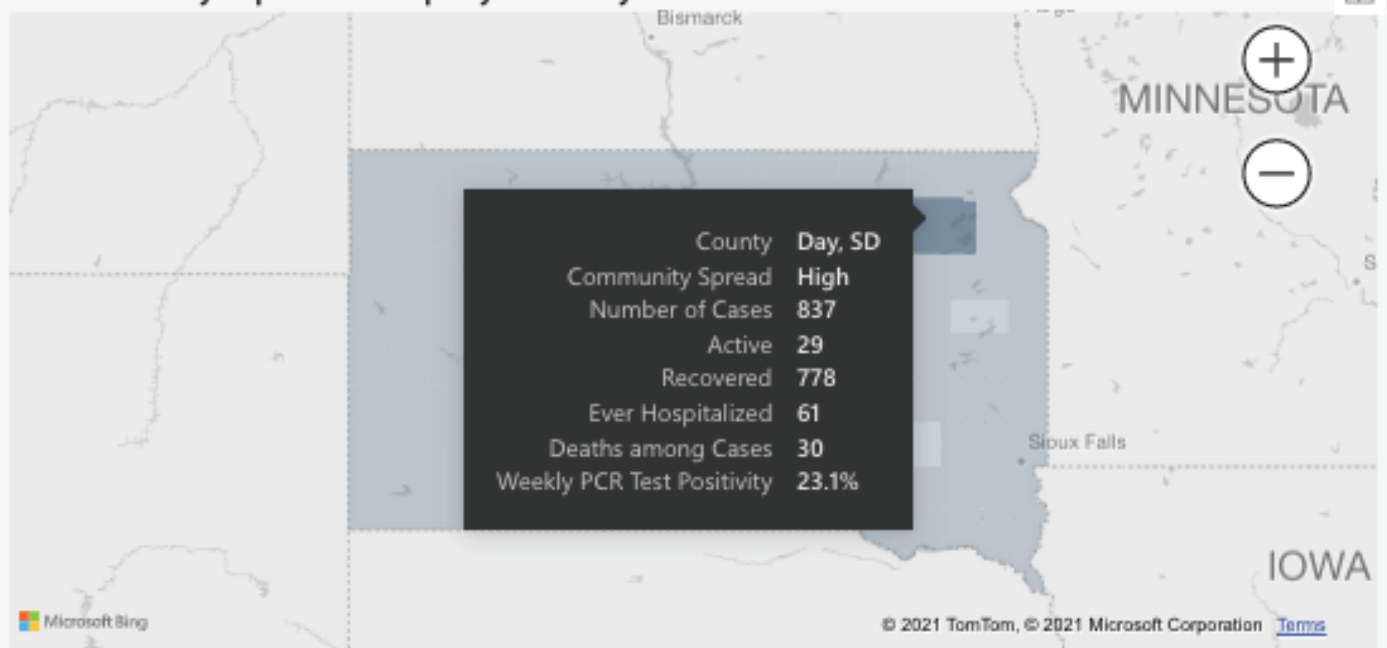 Bismarck
MINNESOTA
County Day, SD
Community Spread High
Number of Cases 837
Active 29
Recovered 778
Ever Hospitalized 61
Deaths among Cases 30
Weekly PCR Test Positivity 23.1%
Sioux Falls
IOWA
Microsoft Bing
© 2021 TomTom, © 2021 Microsoft Corporation Terms